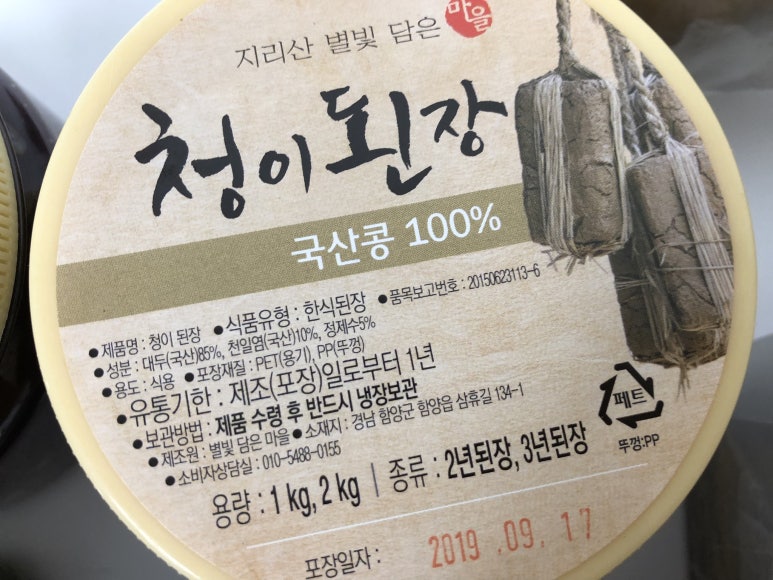 지리산 별빛 담은 마을
청이 된장
국산콩 100%
●제품명 : 청이 된장 ●식품유형 : 한식된장 ●품목보고번호 : 20150623113-6
●성분 : 대두(국산)85%, 천일염(국산)10%, 정제수5%
●용도 : 식용 ●포장재질 : PET(용기), PP(뚜껑)
●유통기한 : 제조(포장)일로부터 1년
●보관방법 : 제품 수령 후 반드시 냉장보관
●제조원 : 별빛 담은 마을 ●소재지 : 경남 함양군 함양읍 삼휴길 134-1
●소비자상담실 : 010-5488-0155
페트
뚜껑:PP
용량 : 1 kg, 2 kg | 종류 : 2년된장, 3년된장
포장일자 : 2019 .09. 17